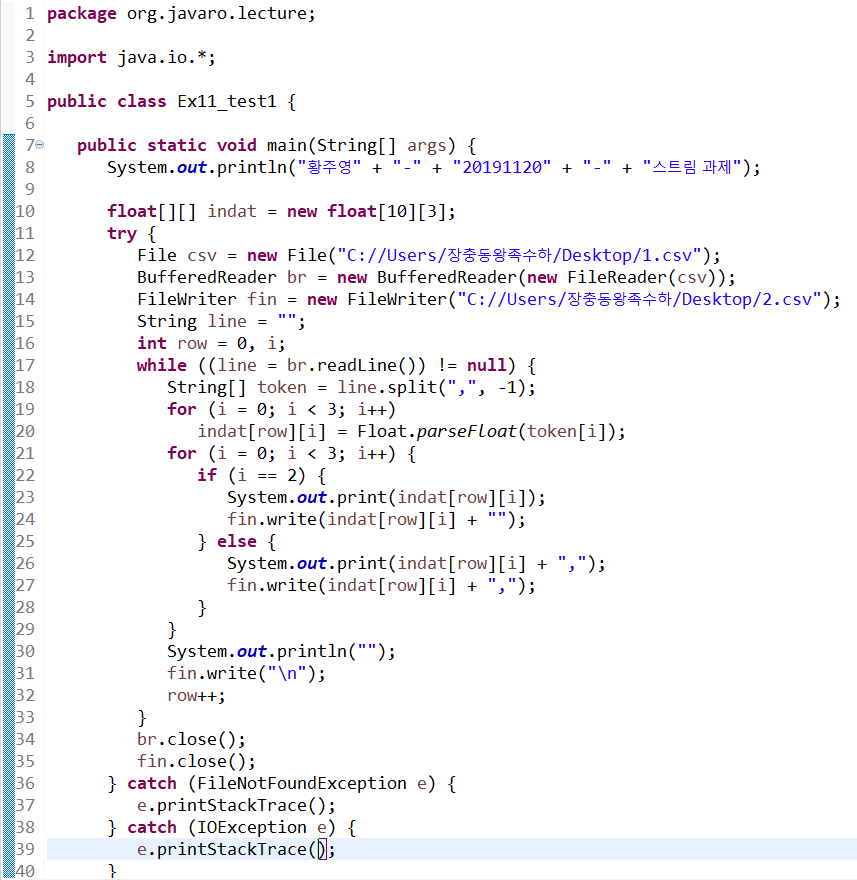 1 package org.javaro.lecture;
2
3 import java.io.*;
4
5 public class Ex11_test1 {
6
7 public static void main(String[] args) {
8 System.out.println("황주영" + "-" + "20191120" + "-" + "스트림 과제");
9
10 float[][] indat = new float[10][3];
11 try {
12 File csv = new File("C://Users/장충동왕족수하/Desktop/1.csv");
13 BufferedReader br = new BufferedReader(new FileReader(csv));
14 FileWriter fin = new FileWriter("C://Users/장충동왕족수하/Desktop/2.csv");
15 String line = "";
16 int row = 0, i;
17 while ((line = br.readLine()) != null) {
18 String[] token = line.split(",", -1);
19 for (i = 0; i < 3; i++)
20 indat[row][i] = Float.parseFloat(token[i]);
21 for (i = 0; i < 3; i++) {
22 if (i == 2) {
23 System.out.print(indat[row][i]);
24 fin.write(indat[row][i] + "");
25 } else {
26 System.out.print(indat[row][i] + ",");
27 fin.write(indat[row][i] + ",");
28 }
29 }
30 System.out.println("");
31 fin.write("\n");
32 row++;
33 }
34 br.close();
35 fin.close();
36 } catch (FileNotFoundException e) {
37 e.printStackTrace();
38 } catch (IOException e) {
39 e.printStackTrace();
40 }